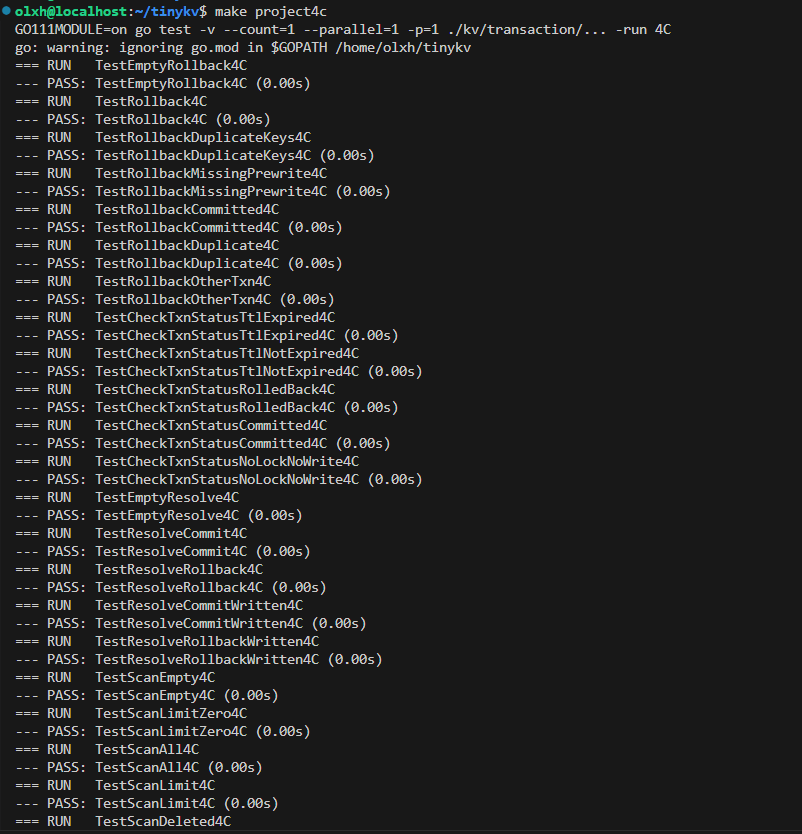 olxh@localhost:~/tinykv$ make project4c
GO111MODULE=on go test -v --count=1 --parallel=1 -p=1 ./kv/transaction/... -run 4C
go: warning: ignoring go.mod in $GOPATH /home/olxh/tinykv
=== RUN   TestEmptyRollback4C
--- PASS: TestEmptyRollback4C (0.00s)
=== RUN   TestRollback4C
--- PASS: TestRollback4C (0.00s)
=== RUN   TestRollbackDuplicateKeys4C
--- PASS: TestRollbackDuplicateKeys4C (0.00s)
=== RUN   TestRollbackMissingPrewrite4C
--- PASS: TestRollbackMissingPrewrite4C (0.00s)
=== RUN   TestRollbackCommitted4C
--- PASS: TestRollbackCommitted4C (0.00s)
=== RUN   TestRollbackDuplicate4C
--- PASS: TestRollbackDuplicate4C (0.00s)
=== RUN   TestRollbackOtherTxn4C
--- PASS: TestRollbackOtherTxn4C (0.00s)
=== RUN   TestCheckTxnStatusTtlExpired4C
--- PASS: TestCheckTxnStatusTtlExpired4C (0.00s)
=== RUN   TestCheckTxnStatusTtlNotExpired4C
--- PASS: TestCheckTxnStatusTtlNotExpired4C (0.00s)
=== RUN   TestCheckTxnStatusRolledBack4C
--- PASS: TestCheckTxnStatusRolledBack4C (0.00s)
=== RUN   TestCheckTxnStatusCommitted4C
--- PASS: TestCheckTxnStatusCommitted4C (0.00s)
=== RUN   TestCheckTxnStatusNoLockNoWrite4C
--- PASS: TestCheckTxnStatusNoLockNoWrite4C (0.00s)
=== RUN   TestEmptyResolve4C
--- PASS: TestEmptyResolve4C (0.00s)
=== RUN   TestResolveCommit4C
--- PASS: TestResolveCommit4C (0.00s)
=== RUN   TestResolveRollback4C
--- PASS: TestResolveRollback4C (0.00s)
=== RUN   TestResolveCommitWritten4C
--- PASS: TestResolveCommitWritten4C (0.00s)
=== RUN   TestResolveRollbackWritten4C
--- PASS: TestResolveRollbackWritten4C (0.00s)
=== RUN   TestScanEmpty4C
--- PASS: TestScanEmpty4C (0.00s)
=== RUN   TestScanLimitZero4C
--- PASS: TestScanLimitZero4C (0.00s)
=== RUN   TestScanAll4C
--- PASS: TestScanAll4C (0.00s)
=== RUN   TestScanLimit4C
--- PASS: TestScanLimit4C (0.00s)
=== RUN   TestScanDeleted4C